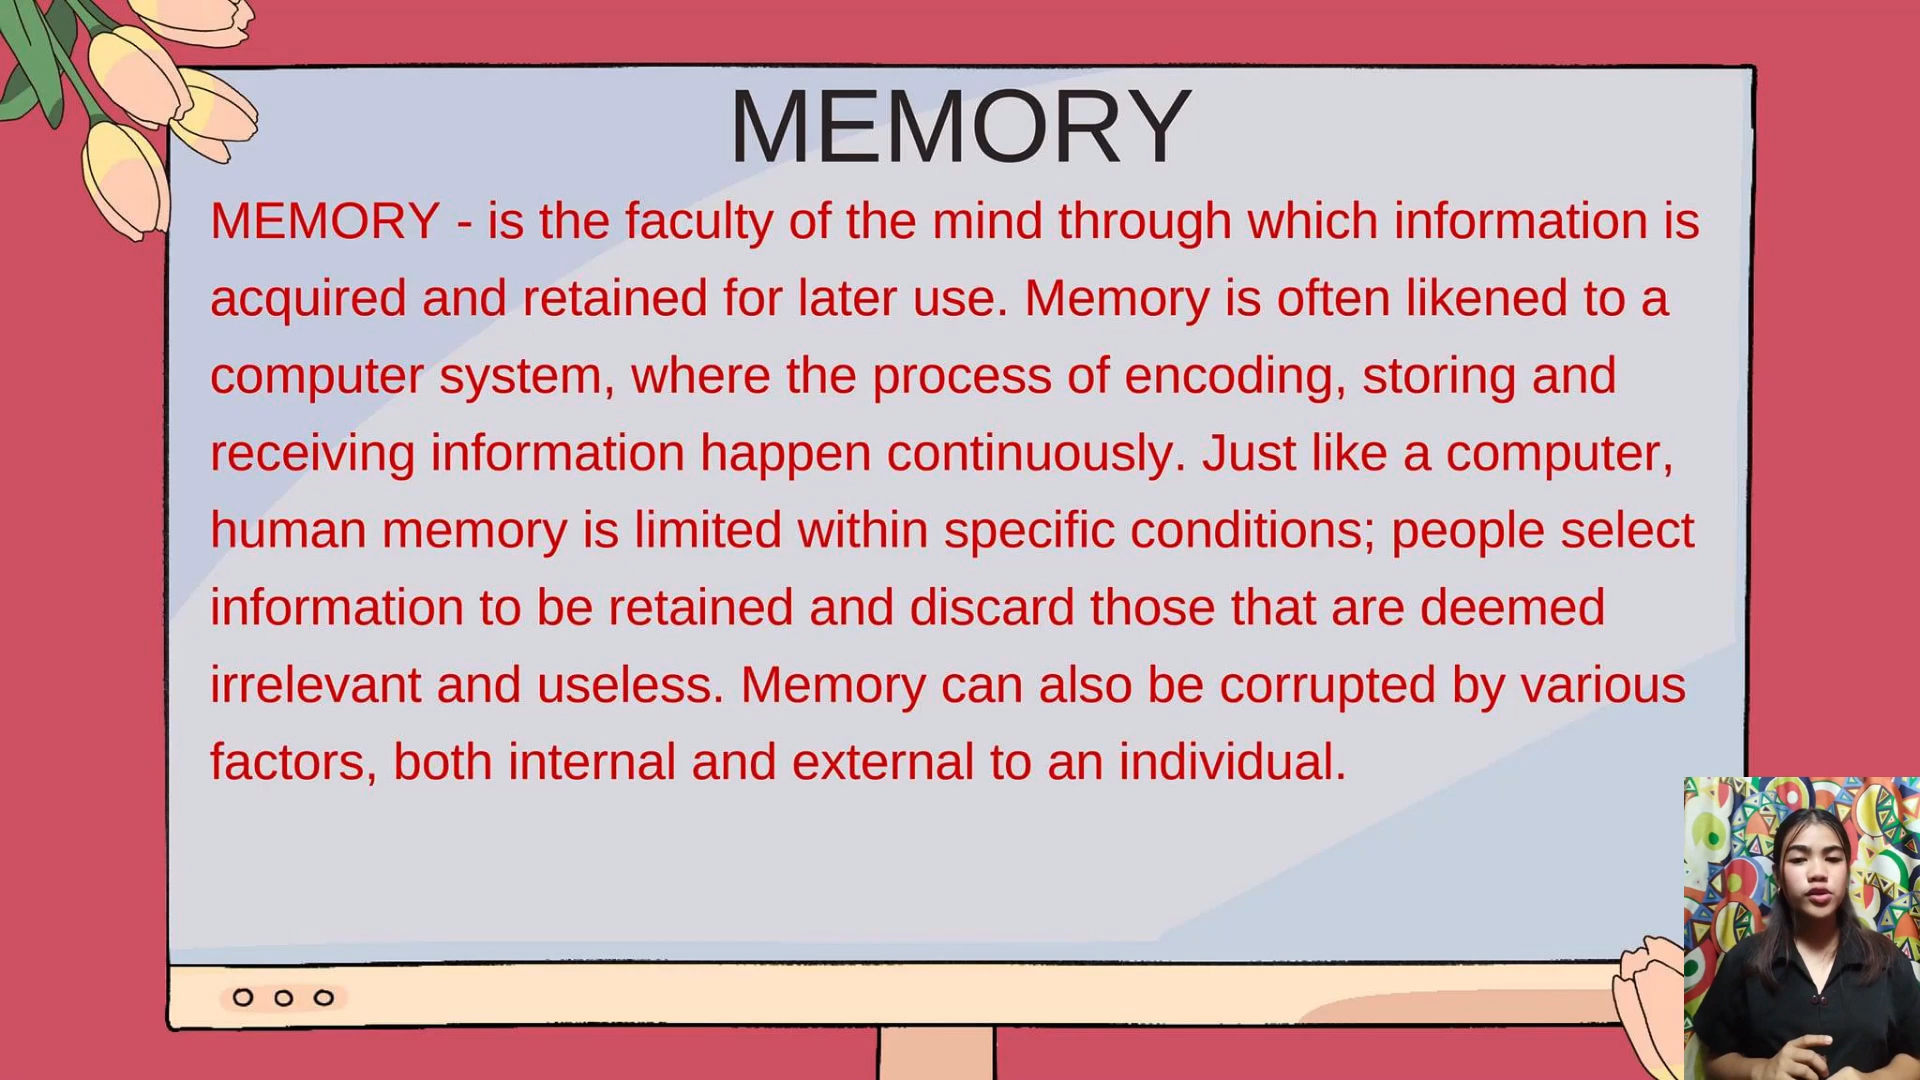 MEMORY
MEMORY - is the faculty of the mind through which information is
acquired and retained for later use. Memory is often likened to a
computer system, where the process of encoding, storing and
receiving information happen continuously. Just like a computer,
human memory is limited within specific conditions; people select
information to be retained and discard those that are deemed
irrelevant and useless. Memory can also be corrupted by various
factors, both internal and external to an individual.